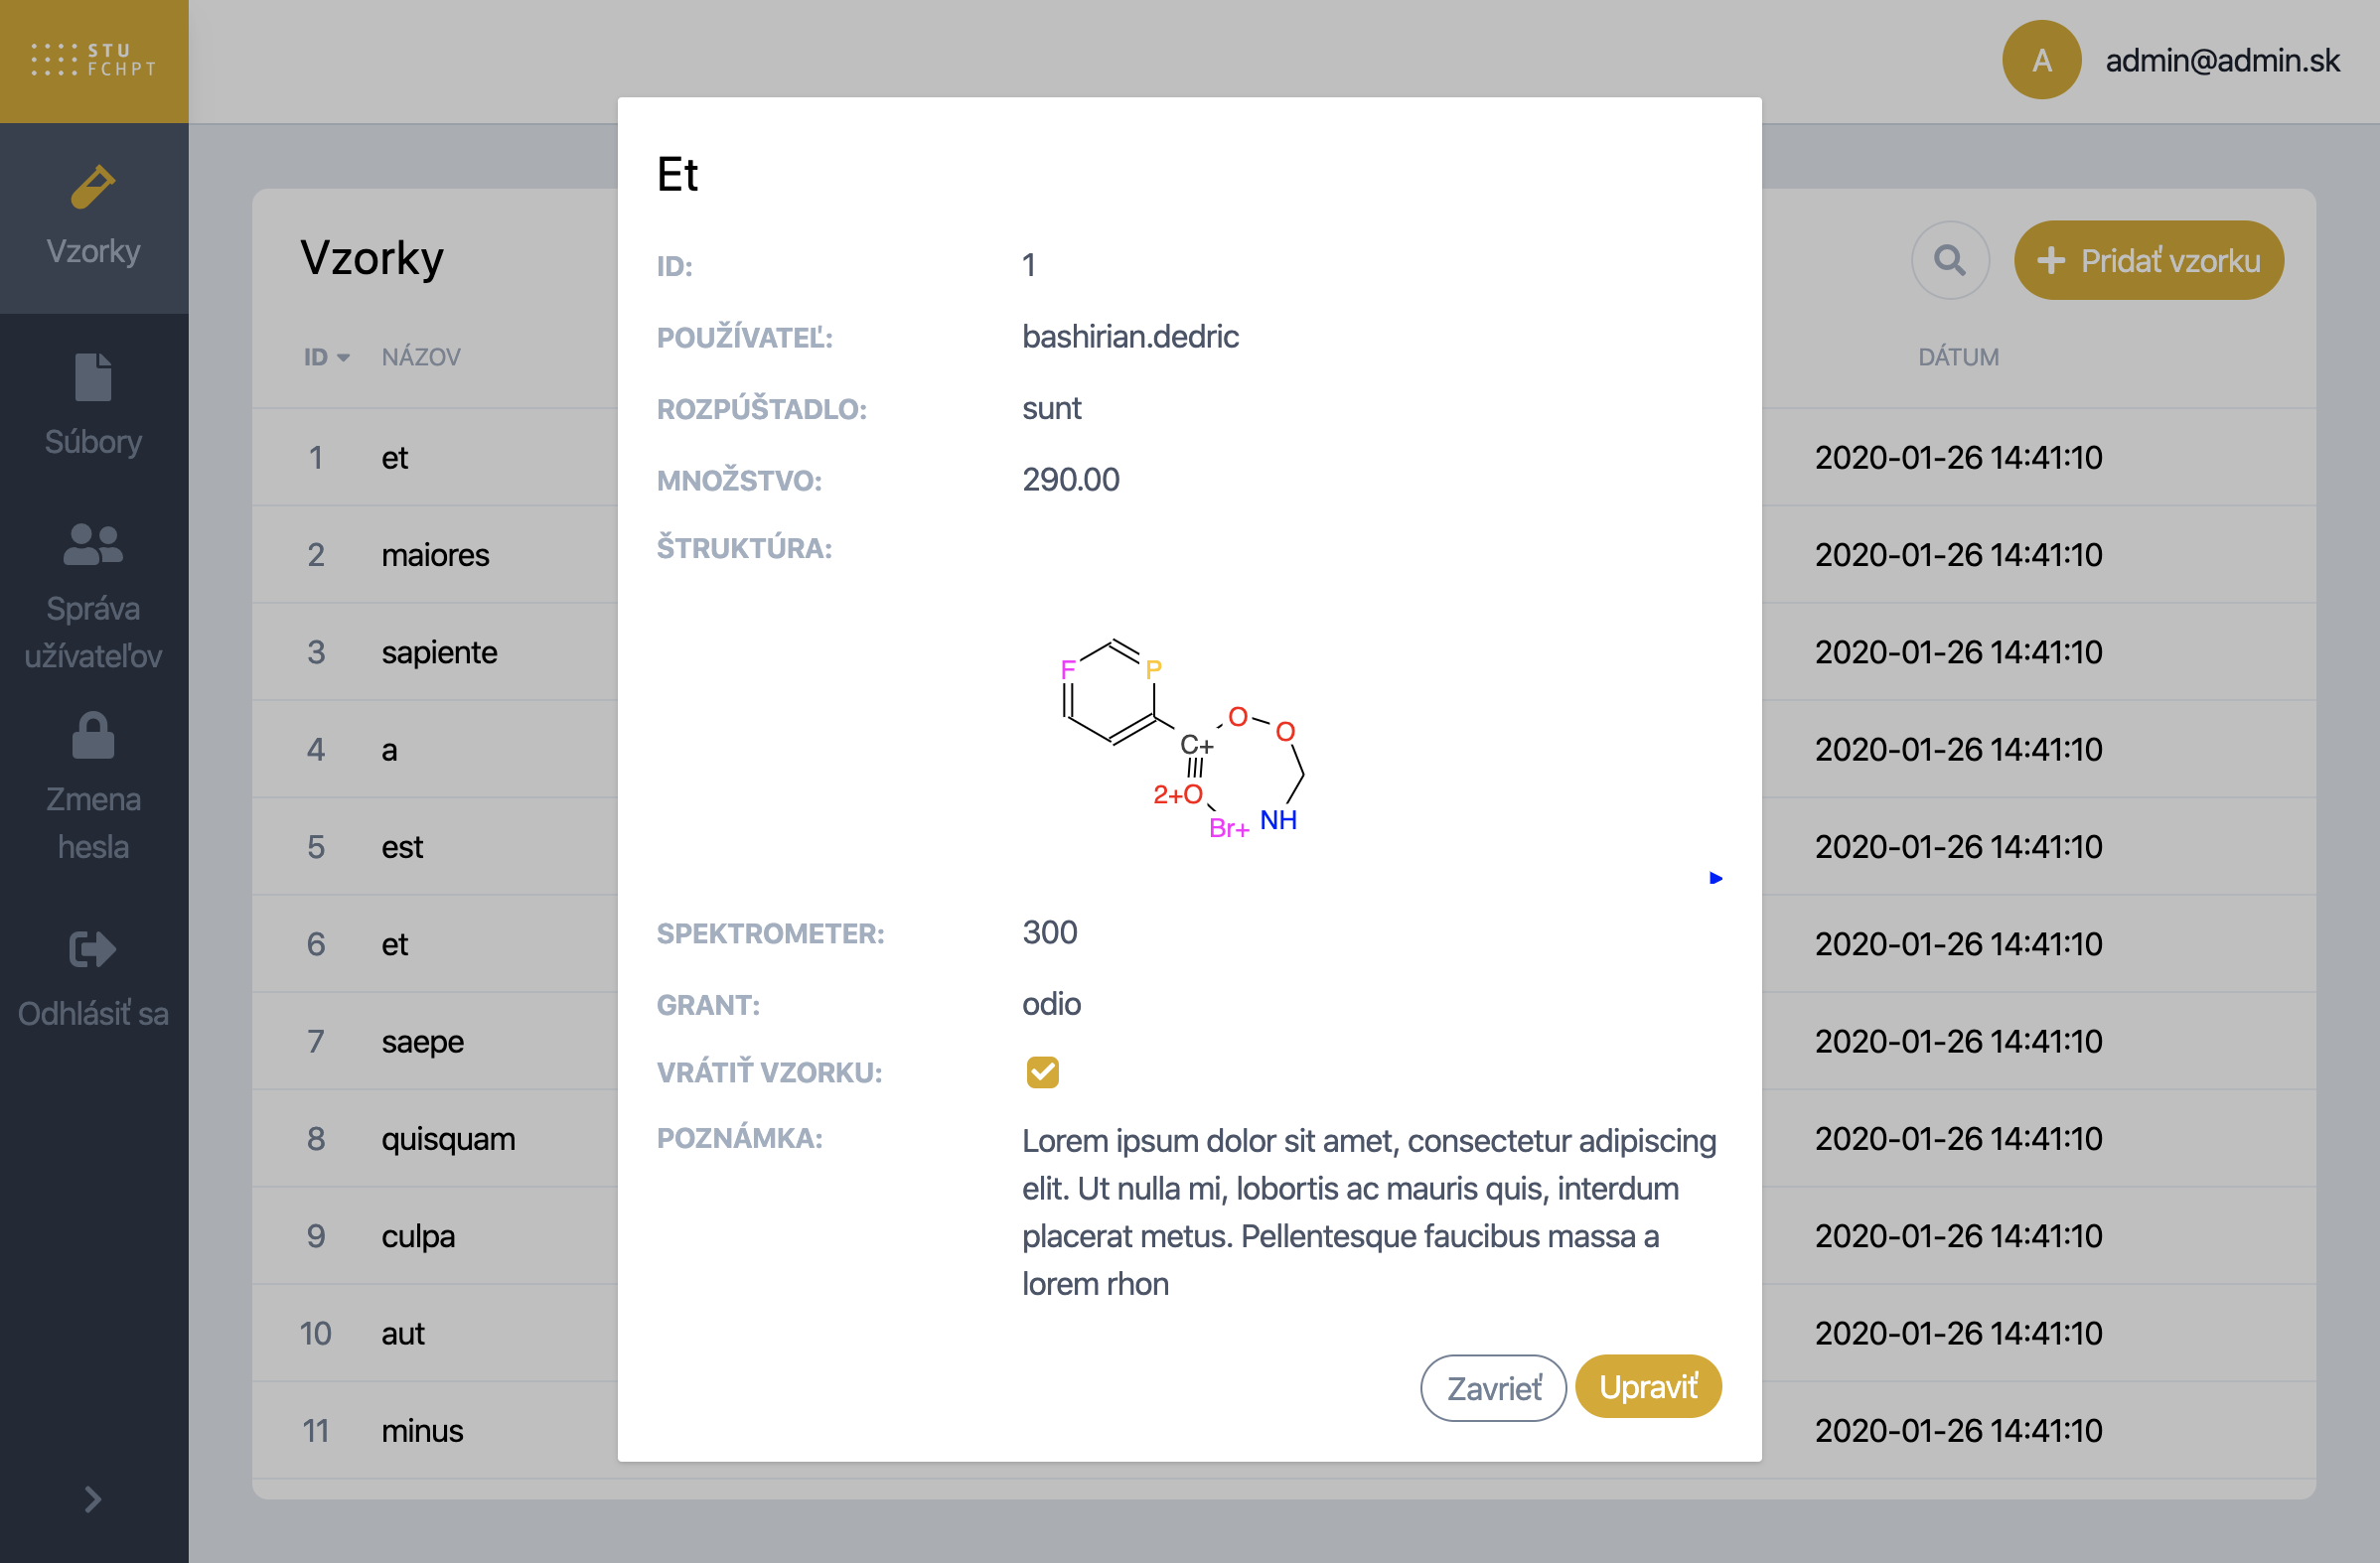 STU
FCHPT
A
admin@admin.sk
Vzorky
Súbory
Správa
užívateľov
Zmena
hesla
Odhlásiť sa
Vzorky
Pridať vzorku
ID
NÁZOV
DÁTUM
1 et 2020-01-26 14:41:10
2 maiores 2020-01-26 14:41:10
3 sapiente 2020-01-26 14:41:10
4 a 2020-01-26 14:41:10
5 est 2020-01-26 14:41:10
6 et 2020-01-26 14:41:10
7 saepe 2020-01-26 14:41:10
8 quisquam 2020-01-26 14:41:10
9 culpa 2020-01-26 14:41:10
10 aut 2020-01-26 14:41:10
11 minus 2020-01-26 14:41:10
Et
ID: 1
POUŽÍVATEĽ: bashirian.dedric
ROZPÚŠTADLO: sunt
MNOŽSTVO: 290.00
ŠTRUKTÚRA:
F P
O O
C+
2+O
Br+ NH
SPEKTROMETER: 300
GRANT: odio
VRÁTIŤ VZORKU:
POZNÁMKA: Lorem ipsum dolor sit amet, consectetur adipiscing
elit. Ut nulla mi, lobortis ac mauris quis, interdum
placerat metus. Pellentesque faucibus massa a
lorem rhon
Zavrieť
Upraviť